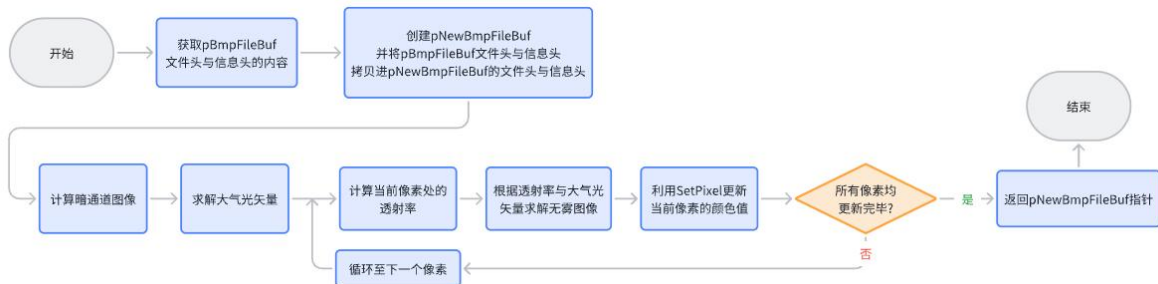 开始
获取pBmpFileBuf
文件头与信息头的内容
创建pNewBmpFileBuf
并将pBmpFileBuf文件头与信息头
拷贝进pNewBmpFileBuf的文件头与信息头
结束
计算暗通道图像
求解大气光矢量
计算当前像素处的
透射率
根据透射率与大气光
矢量求解无雾图像
利用SetPixel更新
当前像素的颜色值
所有像素均
更新完毕?
是
返回pNewBmpFileBuf指针
否
循环至下一个像素